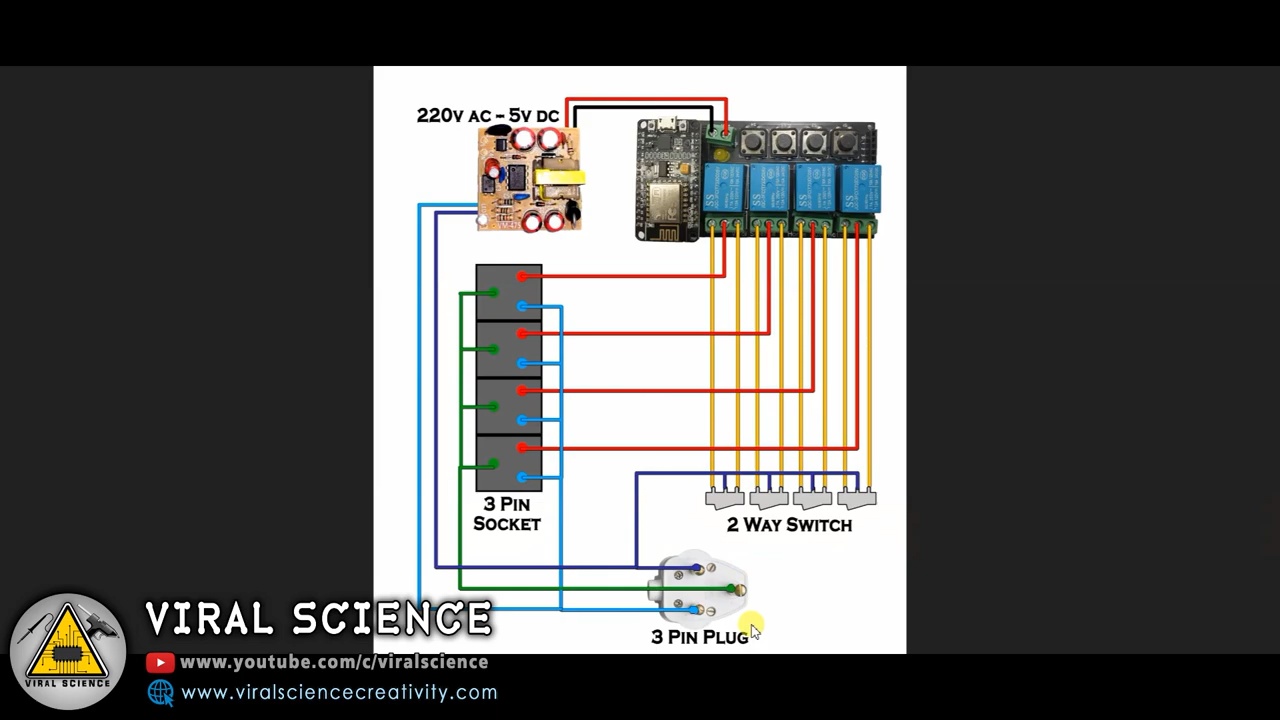 220v AC - 5v DC
3 Pin
Socket
2 Way Switch
3 Pin Plug
VIRAL SCIENCE
www.youtube.com/c/viralscience
www.viralsciencecreativity.com
VIRAL SCIENCE